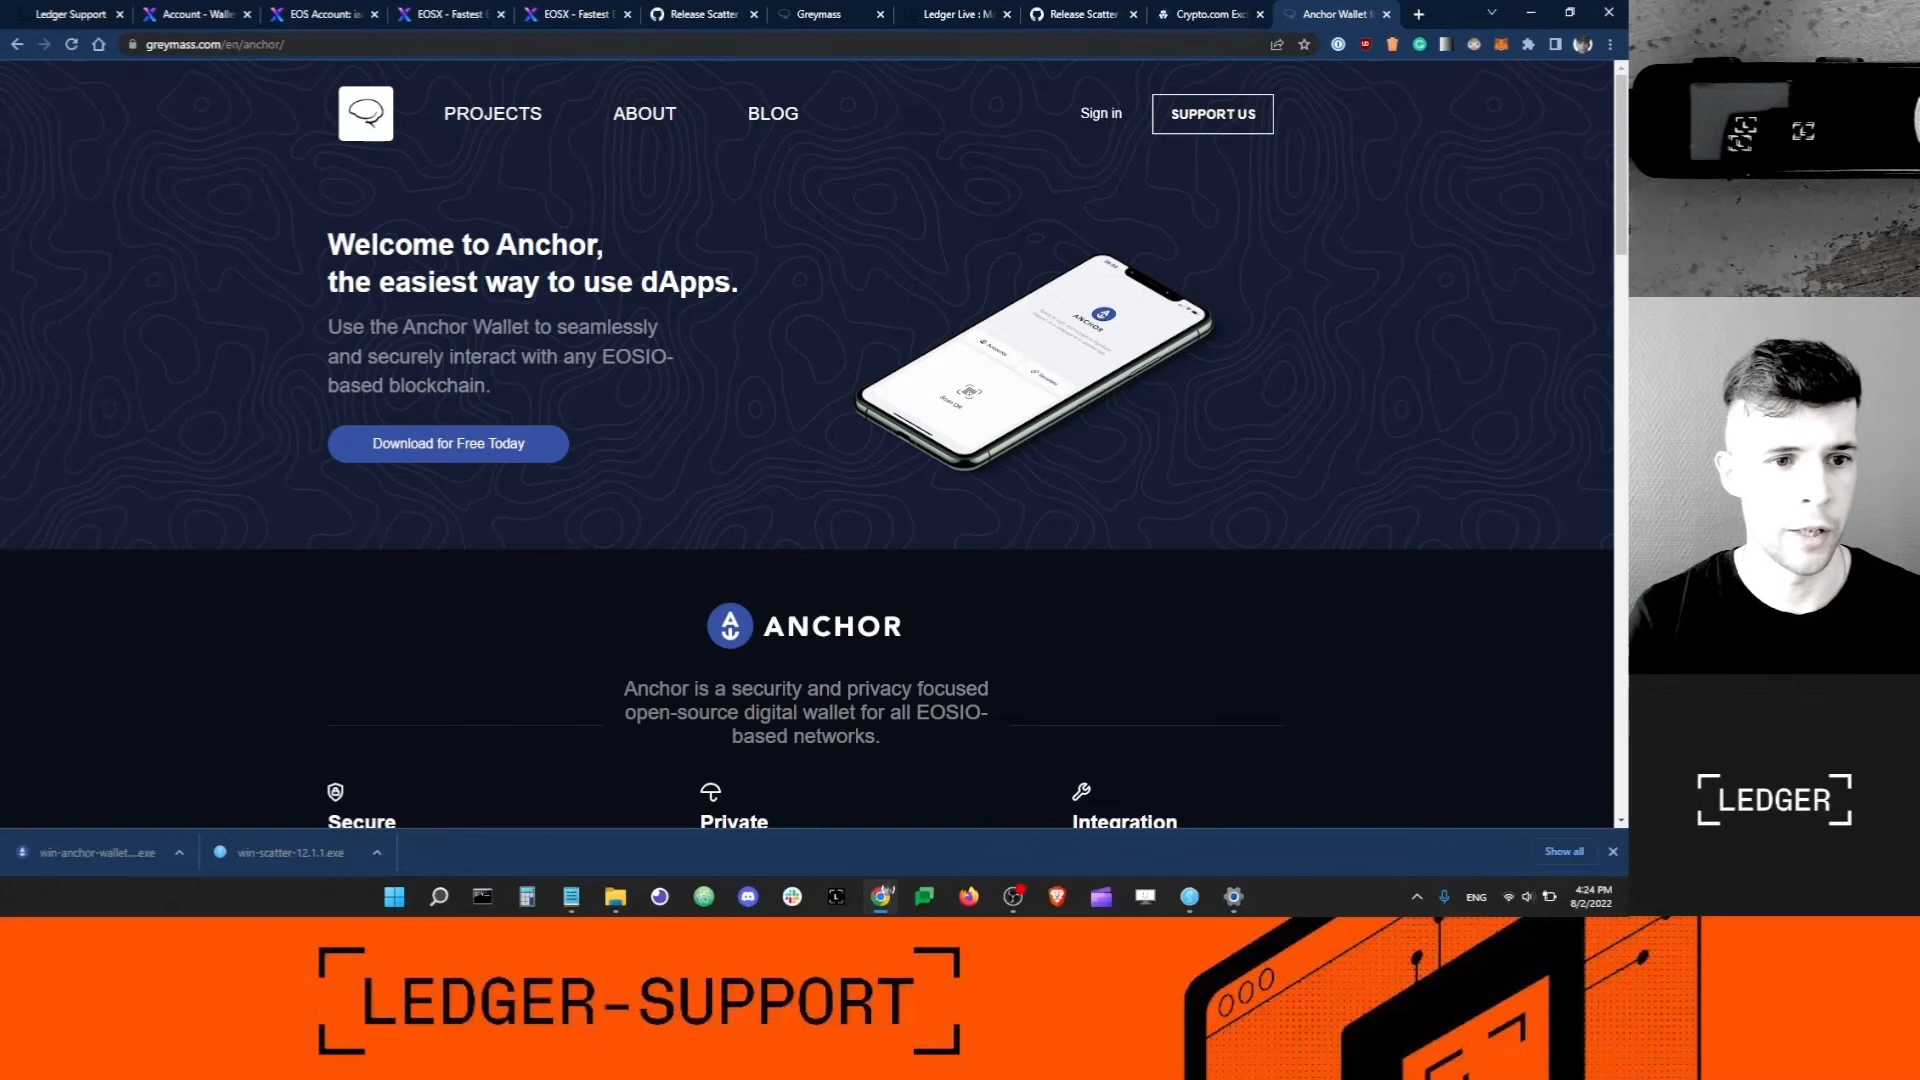 Ledger Support
Account - Walle
EOS Account:
EOSX - Fastest
EOSX - Fastest
Release Scatter
Greymass
Ledger Live :
Release Scatter
Crypto.com Exc
Anchor Wallet
greymass.com/en/anchor/
PROJECTS
ABOUT
BLOG
Sign in
SUPPORT US
Welcome to Anchor,
the easiest way to use dApps.
Use the Anchor Wallet to seamlessly
and securely interact with any EOSIO-
based blockchain.
Download for Free Today
ANCHOR
Scan QR
ANCHOR
Anchor is a security and privacy focused
open-source digital wallet for all EOSIO-
based networks.
Secure
Private
Integration
win-anchor-wallet....exe
win-scatter-12.1.1.exe
Show all
ENG
4:24 PM
8/2/2022
LEDGER
LEDGER-SUPPORT